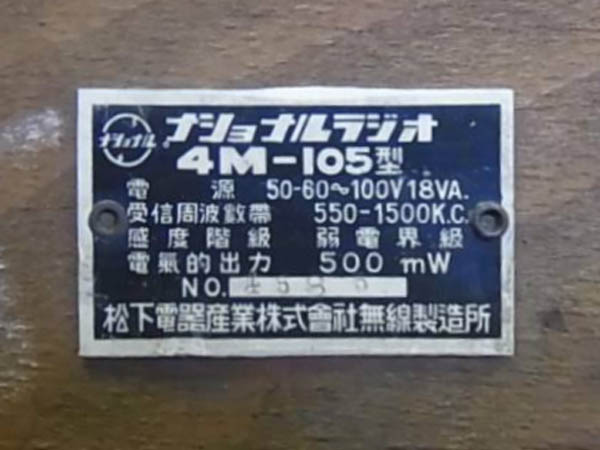 ナショナル
ナショナルラジオ
4M-105型
電源 50-60~100V 18VA.
受信周波數帶 550-1500K.C.
感度階級 弱電界級
電氣的出力 500 mW
NO.
松下電器産業株式會社無線製造所